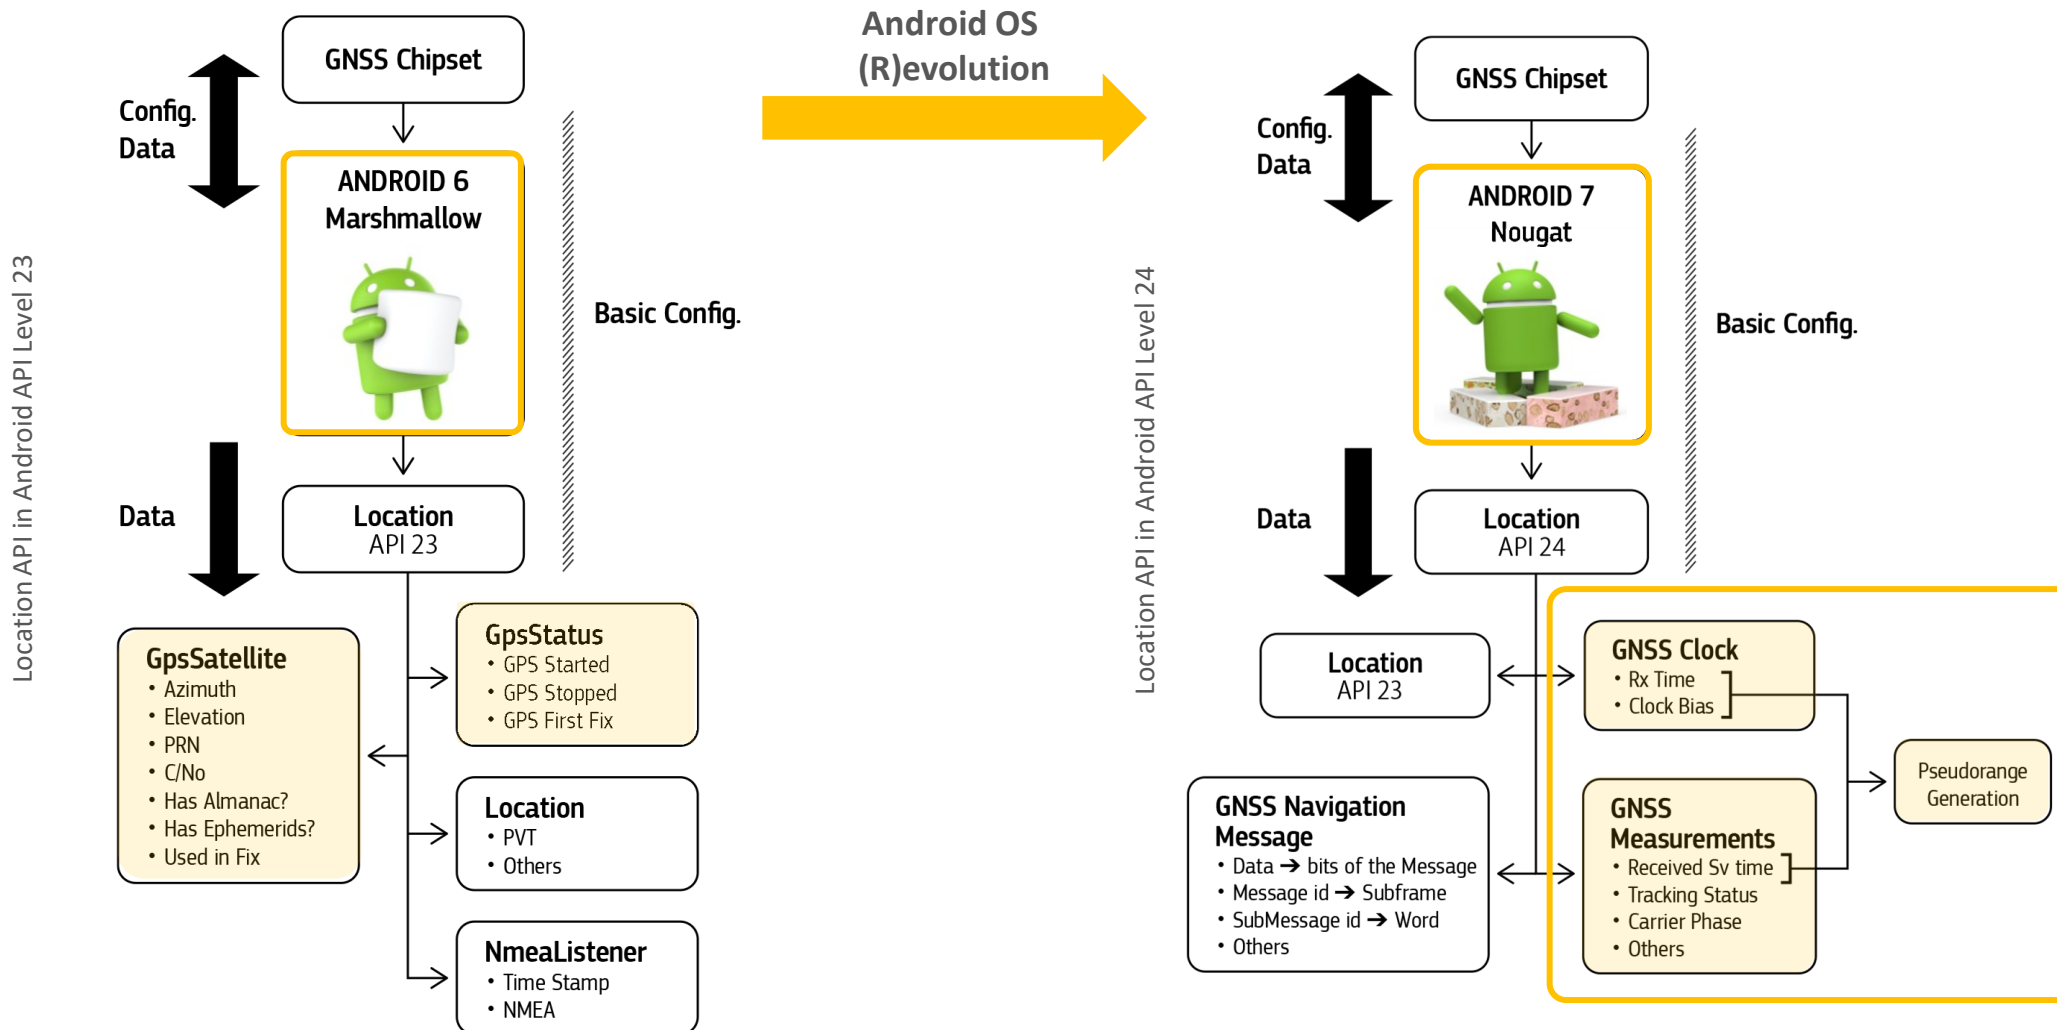 Android OS
(R)evolution
Location API in Android API Level 23
GNSS Chipset
Config.
Data
ANDROID 6
Marshmallow
Basic Config.
Data
Location
API 23
GpsSatellite
• Azimuth
• Elevation
• PRN
• C/No
• Has Almanac?
• Has Ephemerids?
• Used in Fix
GpsStatus
• GPS Started
• GPS Stopped
• GPS First Fix
Location
• PVT
• Others
NmeaListener
• Time Stamp
• NMEA
Location API in Android API Level 24
GNSS Chipset
Config.
Data
ANDROID 7
Nougat
Basic Config.
Data
Location
API 24
Location
API 23
GNSS Clock
• Rx Time
• Clock Bias
GNSS Navigation
Message
• Data ➔ bits of the Message
• Message id ➔ Subframe
• SubMessage id ➔ Word
• Others
GNSS
Measurements
• Received Sv time
• Tracking Status
• Carrier Phase
• Others
Pseudorange
Generation